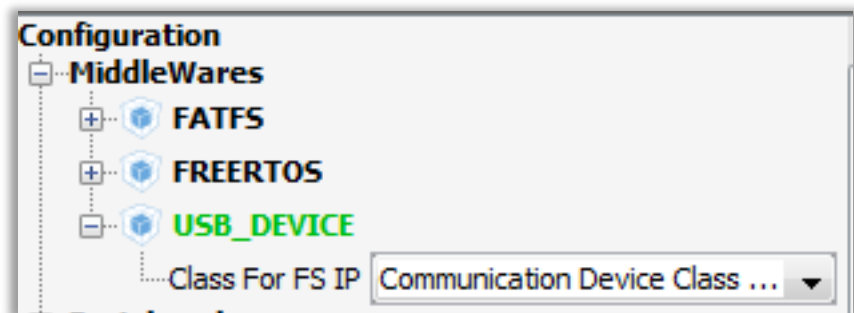 Configuration
MiddleWares
FATFS
FREERTOS
USB_DEVICE
Class For FS IP Communication Device Class ...